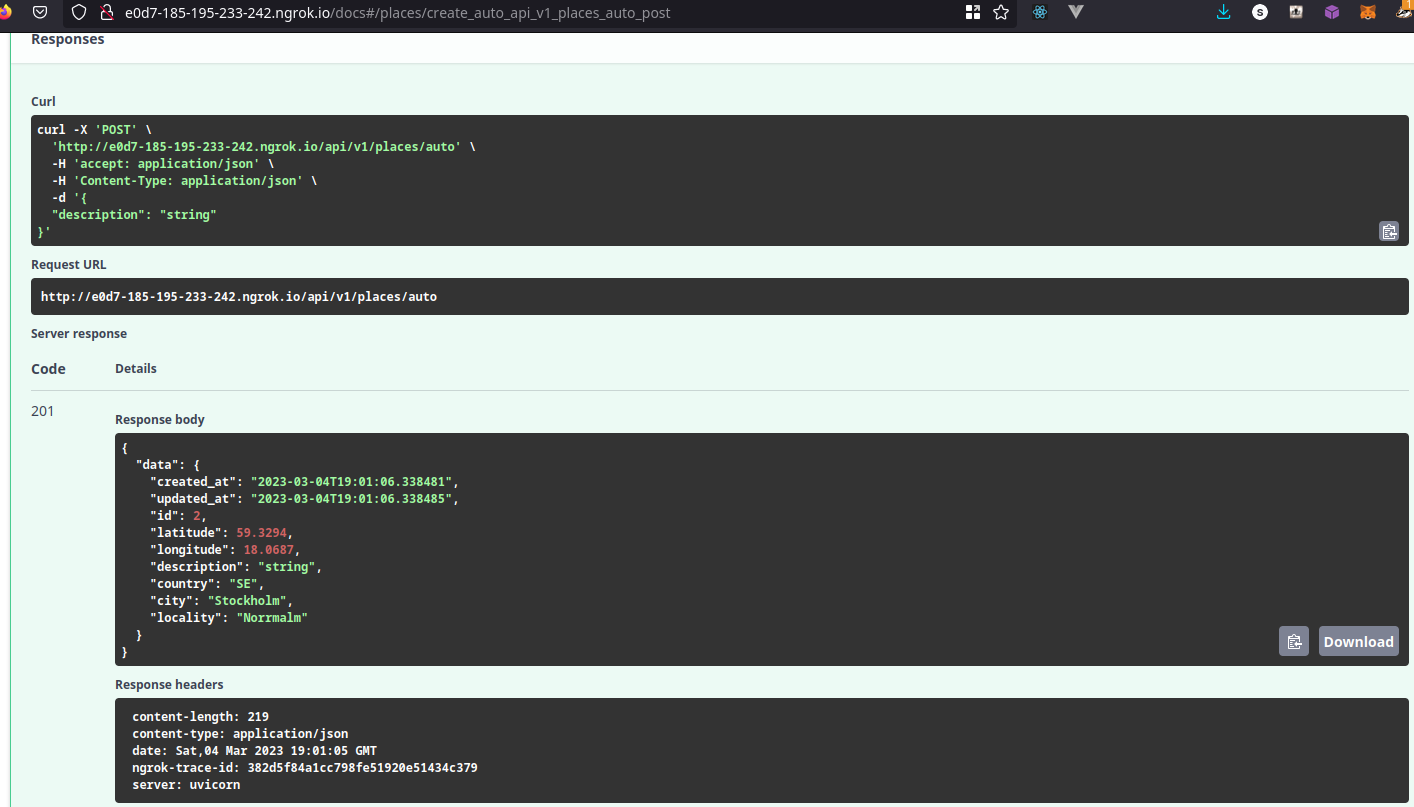 e0d7-185-195-233-242.ngrok.io/docs#/places/create_auto_api_v1_places_auto_post
S
1
Responses
Curl
curl -X 'POST' \
'http://e0d7-185-195-233-242.ngrok.io/api/v1/places/auto' \
-H 'accept: application/json' \
-H 'Content-Type: application/json' \
-d '{
"description": "string"
}'
Request URL
http://e0d7-185-195-233-242.ngrok.io/api/v1/places/auto
Server response
Code Details
201
Response body
{
"data": {
"created_at": "2023-03-04T19:01:06.338481",
"updated_at": "2023-03-04T19:01:06.338485",
"id": 2,
"latitude": 59.3294,
"longitude": 18.0687,
"description": "string",
"country": "SE",
"city": "Stockholm",
"locality": "Norrmalm"
}
}
Download
Response headers
content-length: 219
content-type: application/json
date: Sat,04 Mar 2023 19:01:05 GMT
ngrok-trace-id: 382d5f84a1cc798fe51920e51434c379
server: uvicorn